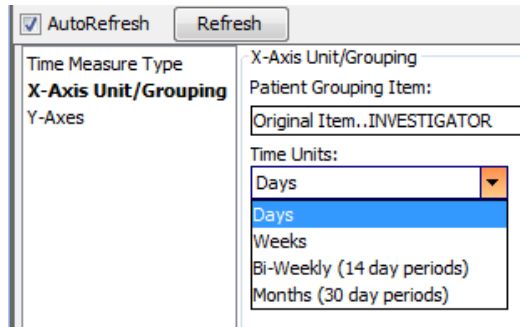 AutoRefresh Refresh
Time Measure Type
X-Axis Unit/Grouping
Y-Axes
X-Axis Unit/Grouping
Patient Grouping Item:
Original Item..INVESTIGATOR
Time Units:
Days
Days
Weeks
Bi-Weekly (14 day periods)
Months (30 day periods)